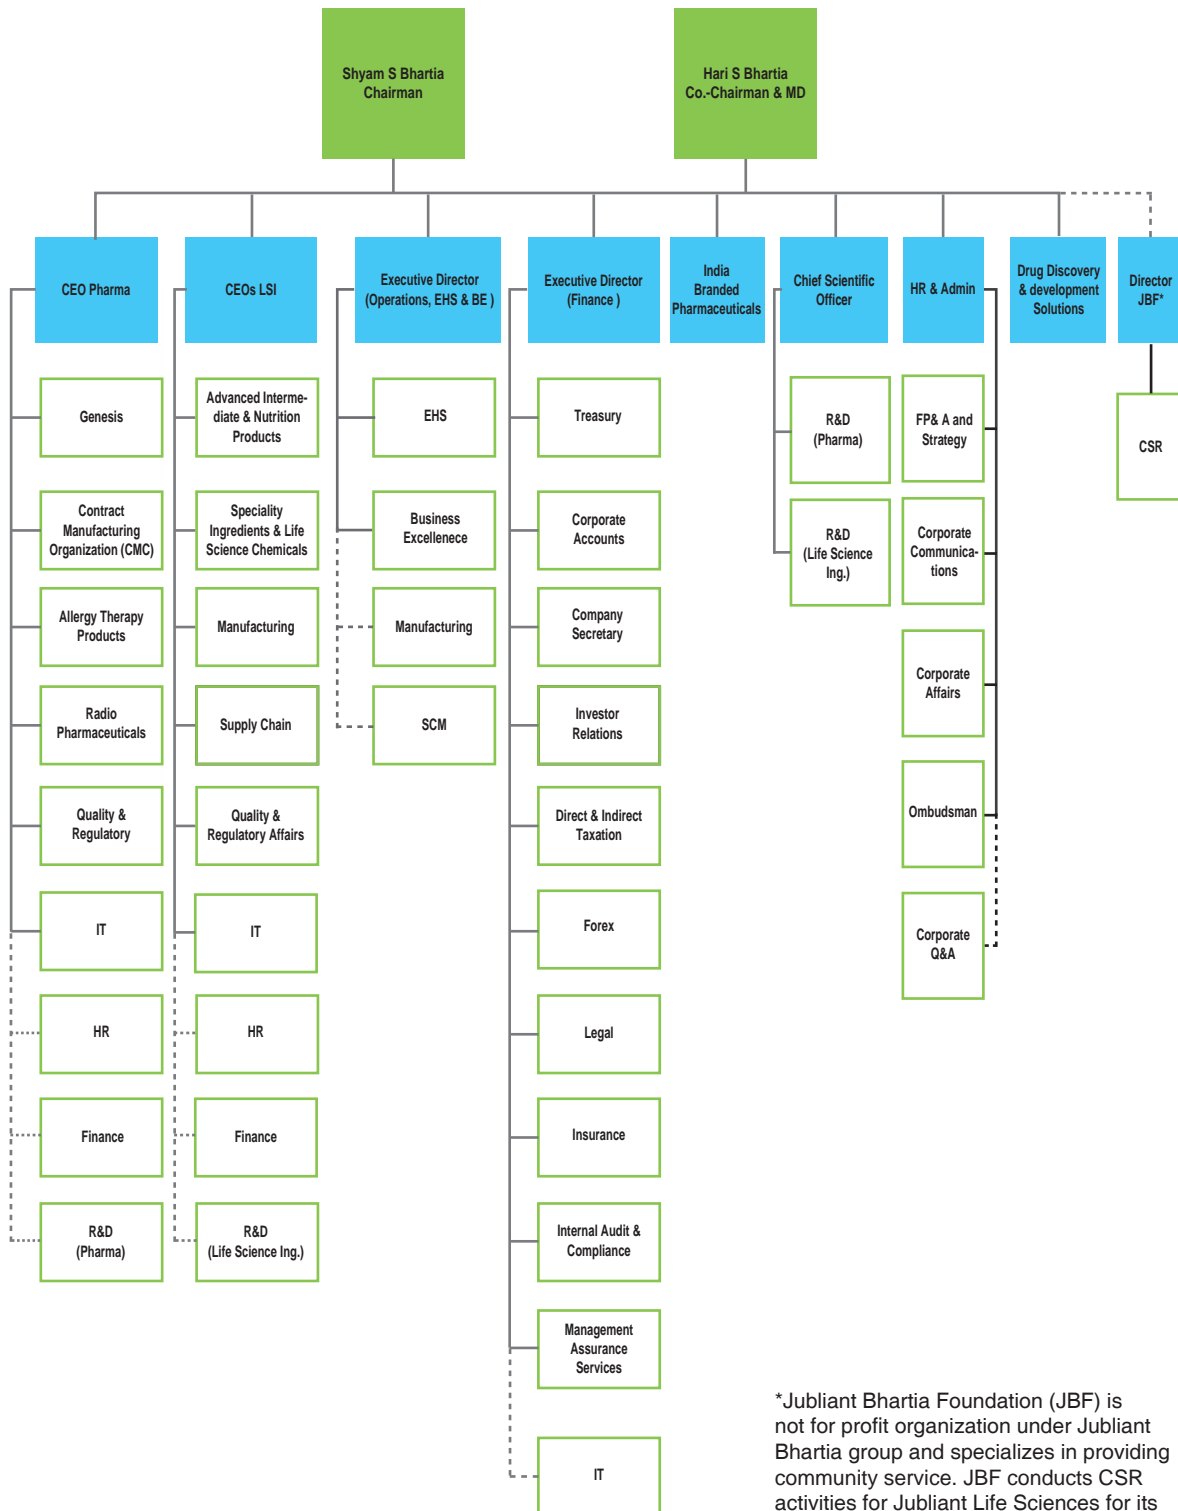 Shyam S Bhartia
Chairman
Hari S Bhartia
Co.-Chairman & MD
CEO Pharma
CEOs LSI
Executive Director
(Operations, EHS & BE )
Executive Director
(Finance )
India
Branded
Pharmaceuticals
Chief Scientific
Officer
HR & Admin
Drug Discovery
& development
Solutions
Director
JBF*
Genesis
Contract
Manufacturing
Organization (CMC)
Allergy Therapy
Products
Radio
Pharmaceuticals
Quality &
Regulatory
IT
HR
Finance
R&D
(Pharma)
Advanced Interme-
diate & Nutrition
Products
Speciality
Ingredients & Life
Science Chemicals
Manufacturing
Supply Chain
Quality &
Regulatory Affairs
IT
HR
Finance
R&D
(Life Science Ing.)
EHS
Business
Excellenece
Manufacturing
SCM
Treasury
Corporate
Accounts
Company
Secretary
Investor
Relations
Direct & Indirect
Taxation
Forex
Legal
Insurance
Internal Audit &
Compliance
Management
Assurance
Services
IT
R&D
(Pharma)
R&D
(Life Science
Ing.)
FP& A and
Strategy
Corporate
Communica-
tions
Corporate
Affairs
Ombudsman
Corporate
Q&A
CSR
*Jubliant Bhartia Foundation (JBF) is
not for profit organization under Jubliant
Bhartia group and specializes in providing
community service. JBF conducts CSR
activities for Jubliant Life Sciences for its